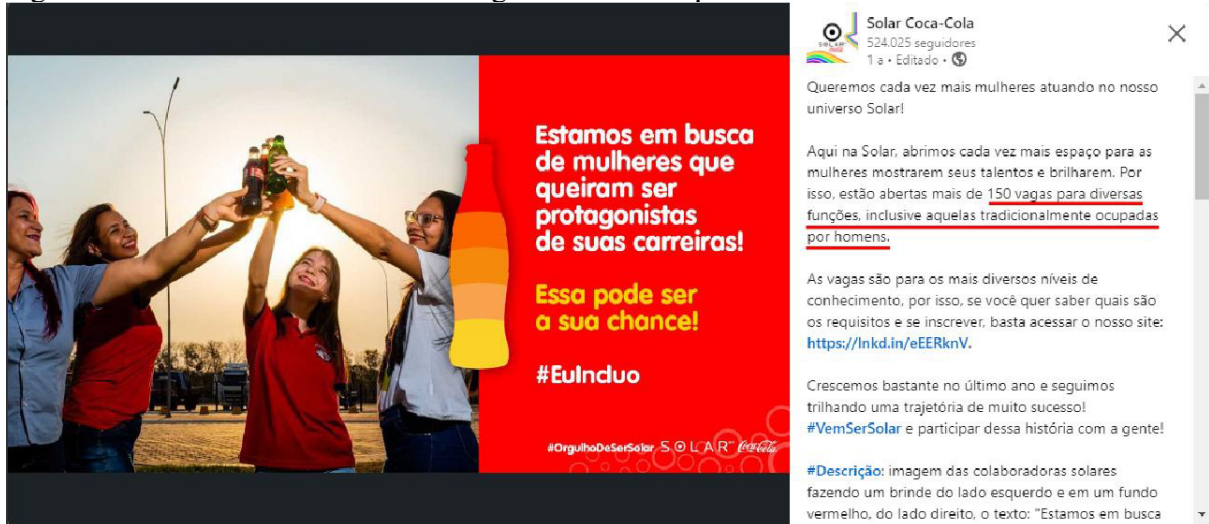 Estamos em busca
de mulheres que
queiram ser
protagonistas
de suas carreiras!
Essa pode ser
a sua chance!
#EuIncluo
#OrgulhoDeSerSolar SOLAR Coca-Cola
SOLAR
Solar Coca-Cola
524.025 seguidores
1 a • Editado •
Queremos cada vez mais mulheres atuando no nosso
universo Solar!
Aqui na Solar, abrimos cada vez mais espaço para as
mulheres mostrarem seus talentos e brilharem. Por
isso, estão abertas mais de 150 vagas para diversas
funções, inclusive aquelas tradicionalmente ocupadas
por homens.
As vagas são para os mais diversos níveis de
conhecimento, por isso, se você quer saber quais são
os requisitos e se inscrever, basta acessar o nosso site:
https://lnkd.in/eEERknV.
Crescemos bastante no último ano e seguimos
trilhando uma trajetória de muito sucesso!
#VemSerSolar e participar dessa história com a gente!
#Descrição: imagem das colaboradoras solares
fazendo um brinde do lado esquerdo e em um fundo
vermelho, do lado direito, o texto: "Estamos em busca